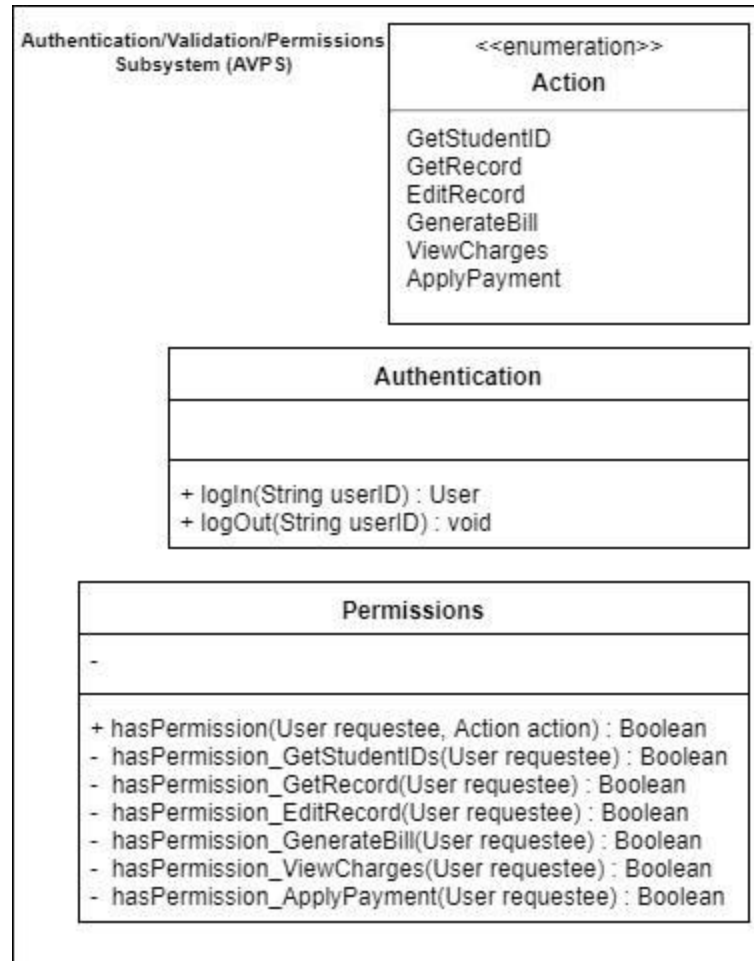 Authentication/Validation/Permissions
Subsystem (AVPS)
<<enumeration>>
Action
GetStudentID
GetRecord
EditRecord
GenerateBill
ViewCharges
ApplyPayment
Authentication
+ logIn(String userID) : User
+ logOut(String userID) : void
Permissions
-
+ hasPermission(User requestee, Action action) : Boolean
- hasPermission_GetStudentIDs(User requestee) : Boolean
- hasPermission_GetRecord(User requestee) : Boolean
- hasPermission_EditRecord(User requestee) : Boolean
- hasPermission_GenerateBill(User requestee) : Boolean
- hasPermission_ViewCharges(User requestee) : Boolean
- hasPermission_ApplyPayment(User requestee) : Boolean